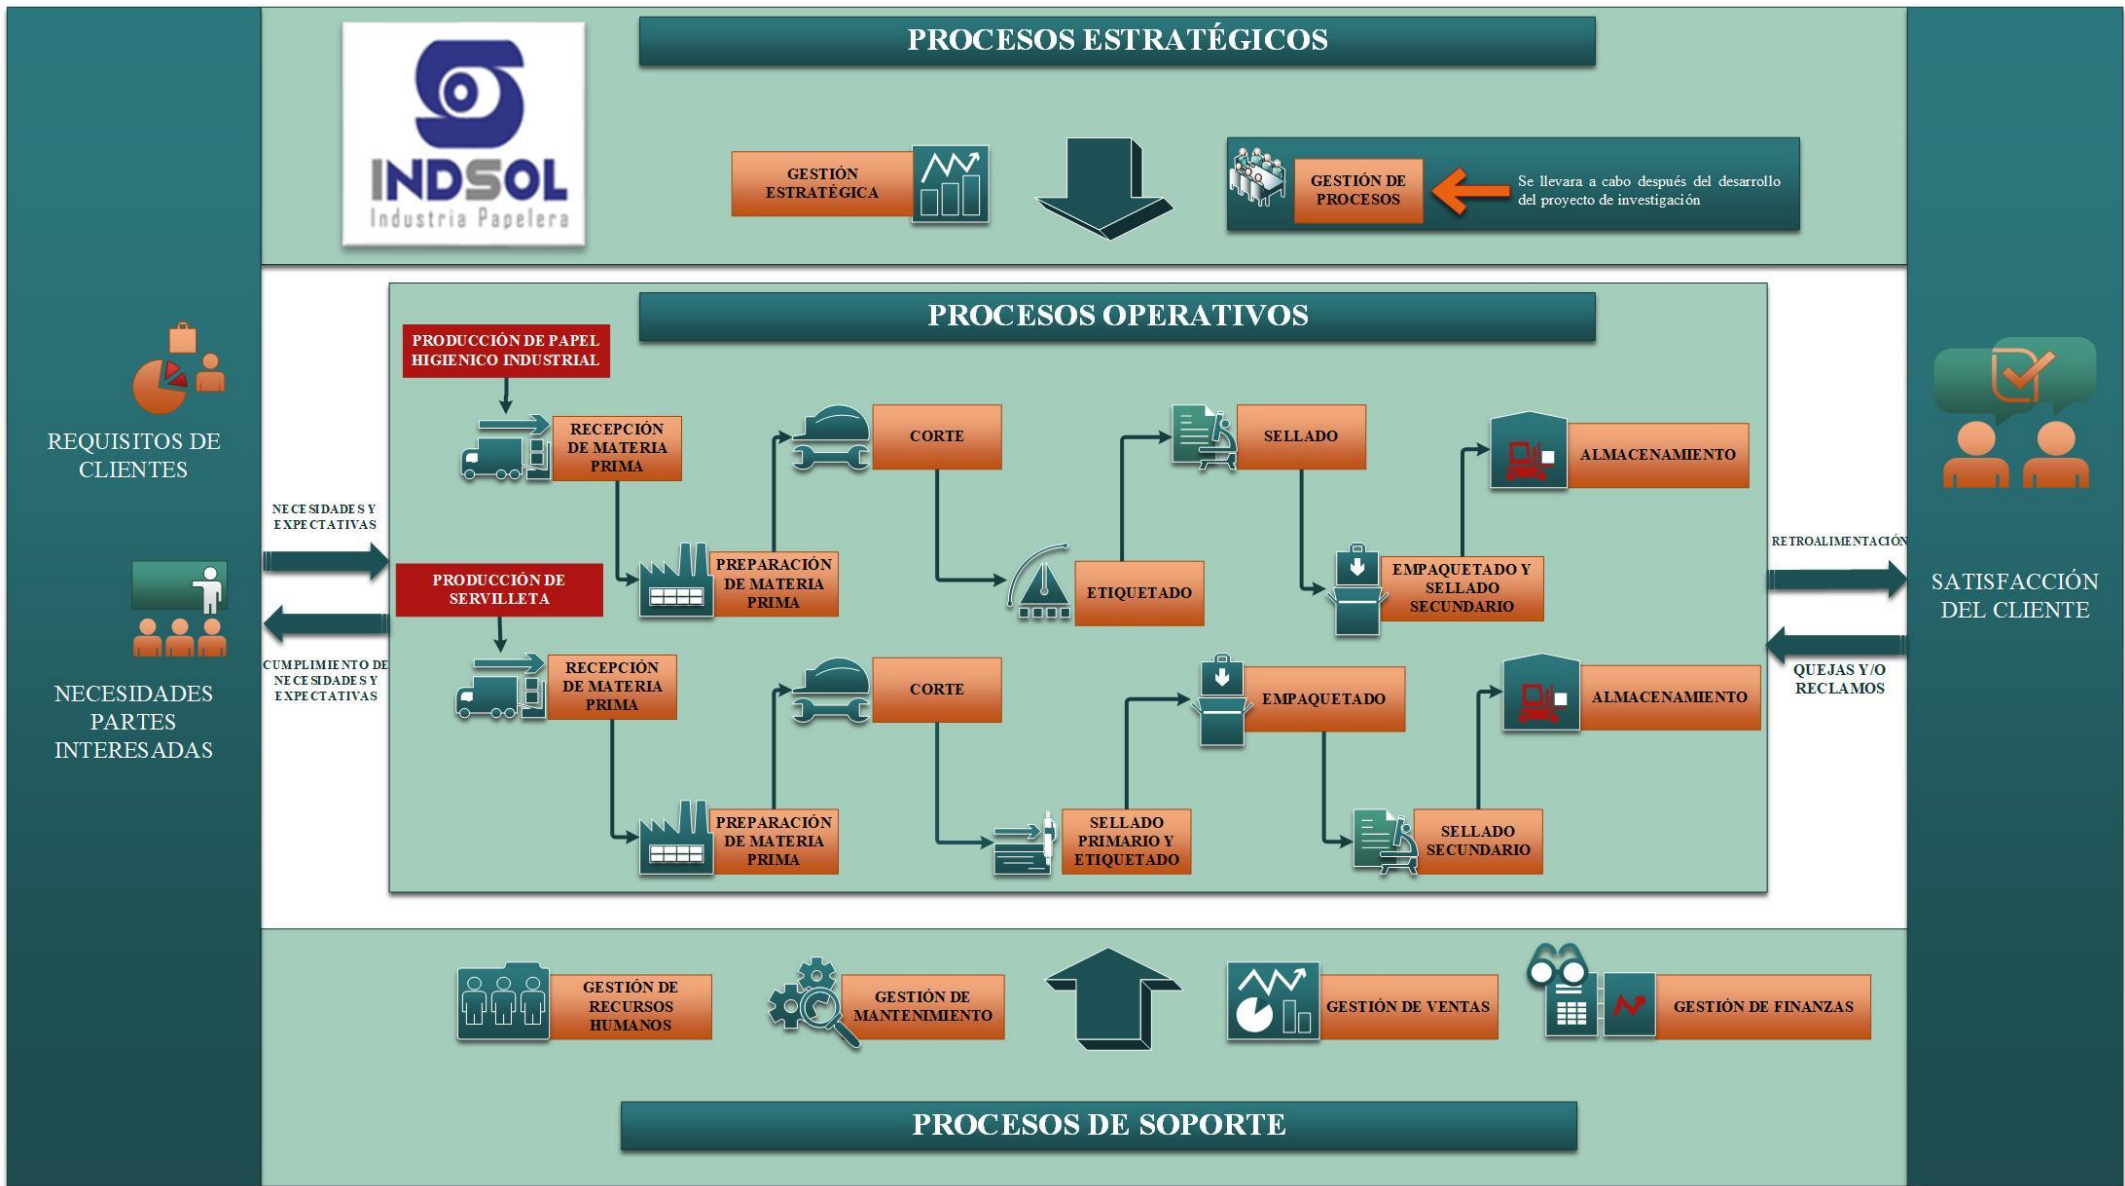 PROCESOS ESTRATÉGICOS
INDSOL
Industria Papelera
GESTIÓN
ESTRATÉGICA
GESTIÓN DE
PROCESOS
Se llevara a cabo después del desarrollo
del proyecto de investigación
REQUISITOS DE
CLIENTES
NECESIDADES
PARTES
INTERESADAS
NECESIDADES Y
EXPECTATIVAS
CUMPLIMIENTO DE
NECESIDADES Y
EXPECTATIVAS
PROCESOS OPERATIVOS
PRODUCCIÓN DE PAPEL
HIGIENICO INDUSTRIAL
RECEPCIÓN
DE MATERIA
PRIMA
PREPARACIÓN
DE MATERIA
PRIMA
CORTE
ETIQUETADO
SELLADO
EMPAQUETADO Y
SELLADO
SECUNDARIO
ALMACENAMIENTO
PRODUCCIÓN DE
SERVILLETA
RECEPCIÓN
DE MATERIA
PRIMA
PREPARACIÓN
DE MATERIA
PRIMA
CORTE
SELLADO
PRIMARIO Y
ETIQUETADO
EMPAQUETADO
SELLADO
SECUNDARIO
ALMACENAMIENTO
RETROALIMENTACIÓN
QUEJAS Y/O
RECLAMOS
SATISFACCIÓN
DEL CLIENTE
GESTIÓN DE
RECURSOS
HUMANOS
GESTIÓN DE
MANTENIMIENTO
GESTIÓN DE VENTAS
GESTIÓN DE FINANZAS
PROCESOS DE SOPORTE